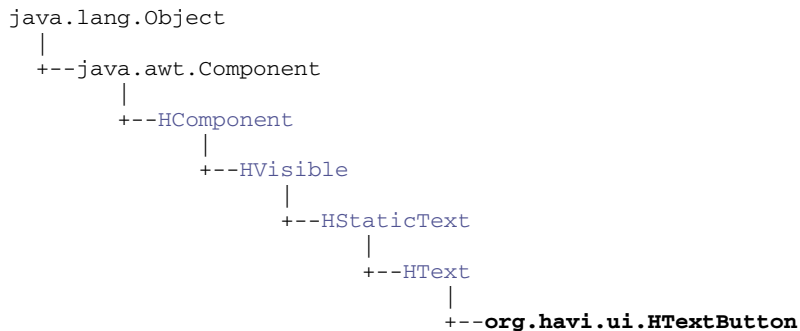 java.lang.Object
|
+--java.awt.Component
|
+--HComponent
|
+--HVisible
|
+--HStaticText
|
+--HText
|
+--org.havi.ui.HTextButton